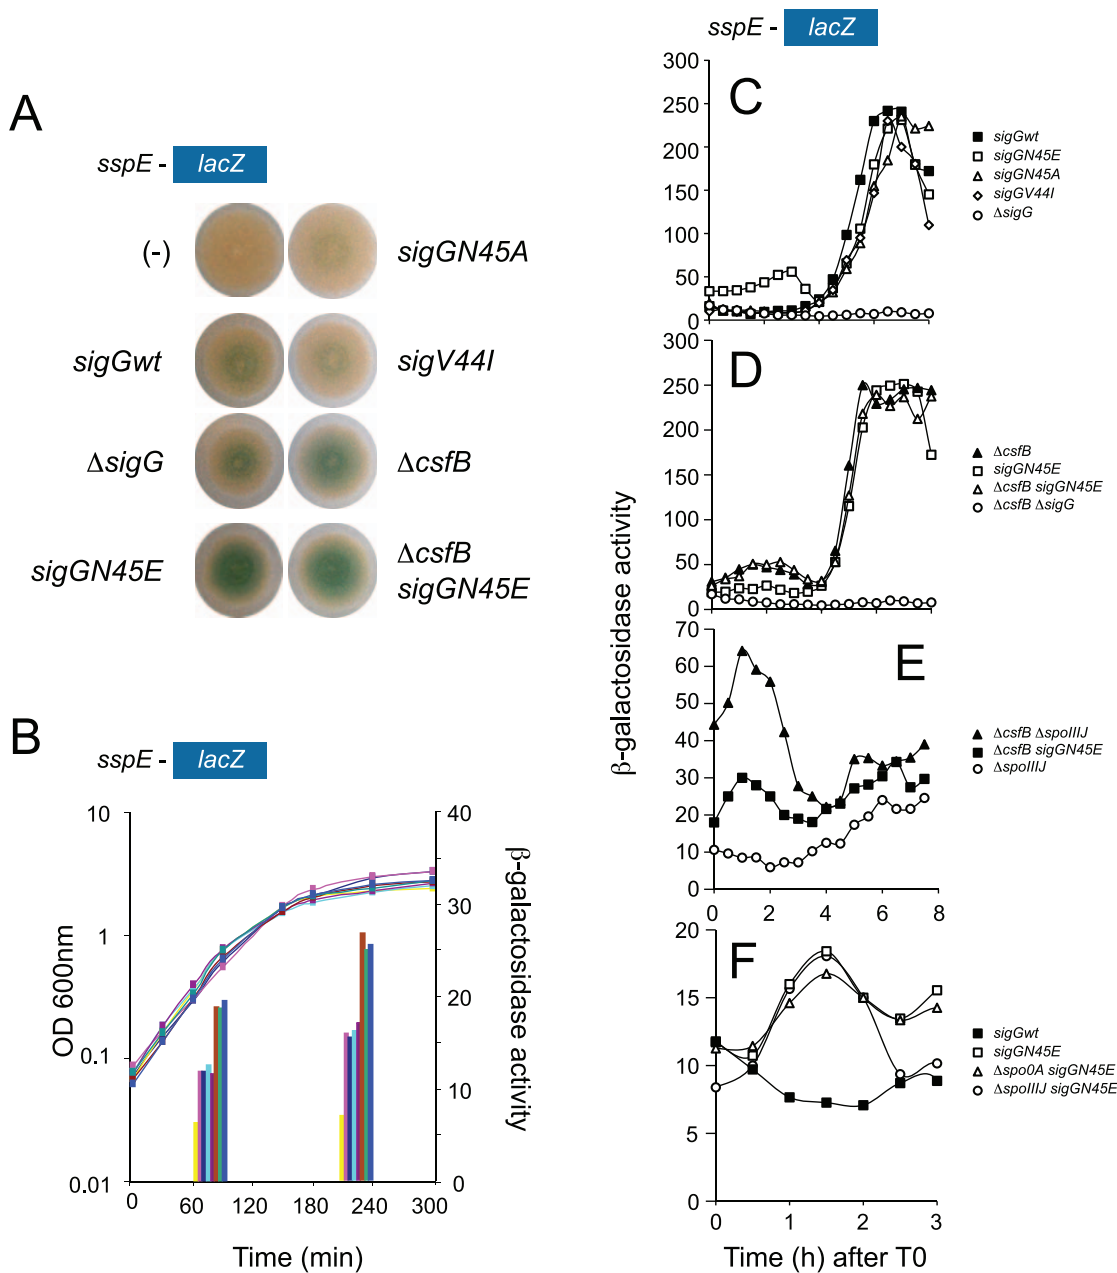 A
sspE - lacZ
(-)
sigGN45A
sigGwt
sigV44I
ΔsigG
ΔcsfB
sigGN45E
ΔcsfB
sigGN45E
B
sspE - lacZ
10
1
0.1
0.01
OD 600nm
40
30
20
10
0
β-galactosidase activity
0 60 120 180 240 300
Time (min)
sspE - lacZ
β-galactosidase activity
C
300
250
200
150
100
50
0
sigGwt
sigGN45E
sigGN45A
sigGV44I
ΔsigG
D
300
250
200
150
100
50
0
ΔcsfB
sigGN45E
ΔcsfB sigGN45E
ΔcsfB ΔsigG
E
70
60
50
40
30
20
10
0
0 2 4 6 8
ΔcsfB ΔspoIIIJ
ΔcsfB sigGN45E
ΔspoIIIJ
F
20
15
10
5
0
0 1 2 3
sigGwt
sigGN45E
Δspo0A sigGN45E
ΔspoIIIJ sigGN45E
Time (h) after T0